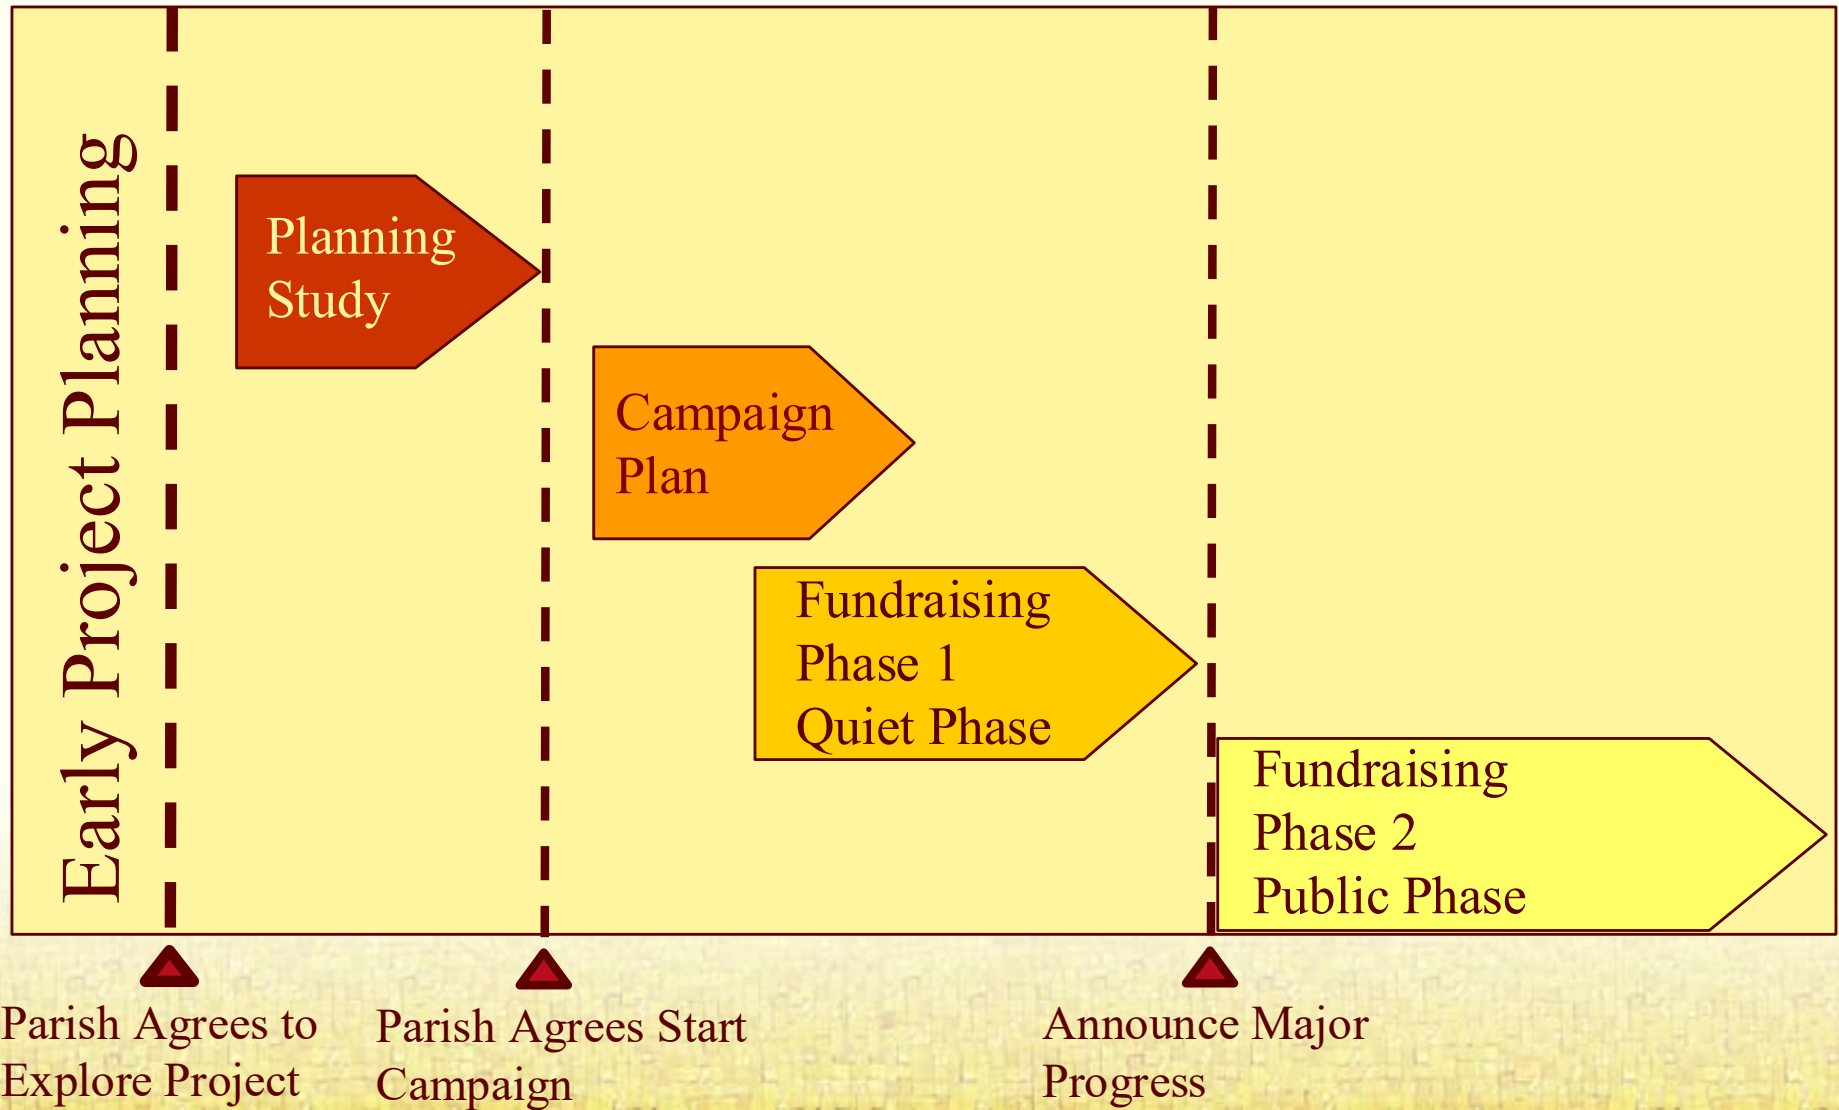 Early Project Planning
Planning
Study
Campaign
Plan
Fundraising
Phase 1
Quiet Phase
Fundraising
Phase 2
Public Phase
Parish Agrees to
Explore Project
Parish Agrees Start
Campaign
Announce Major
Progress